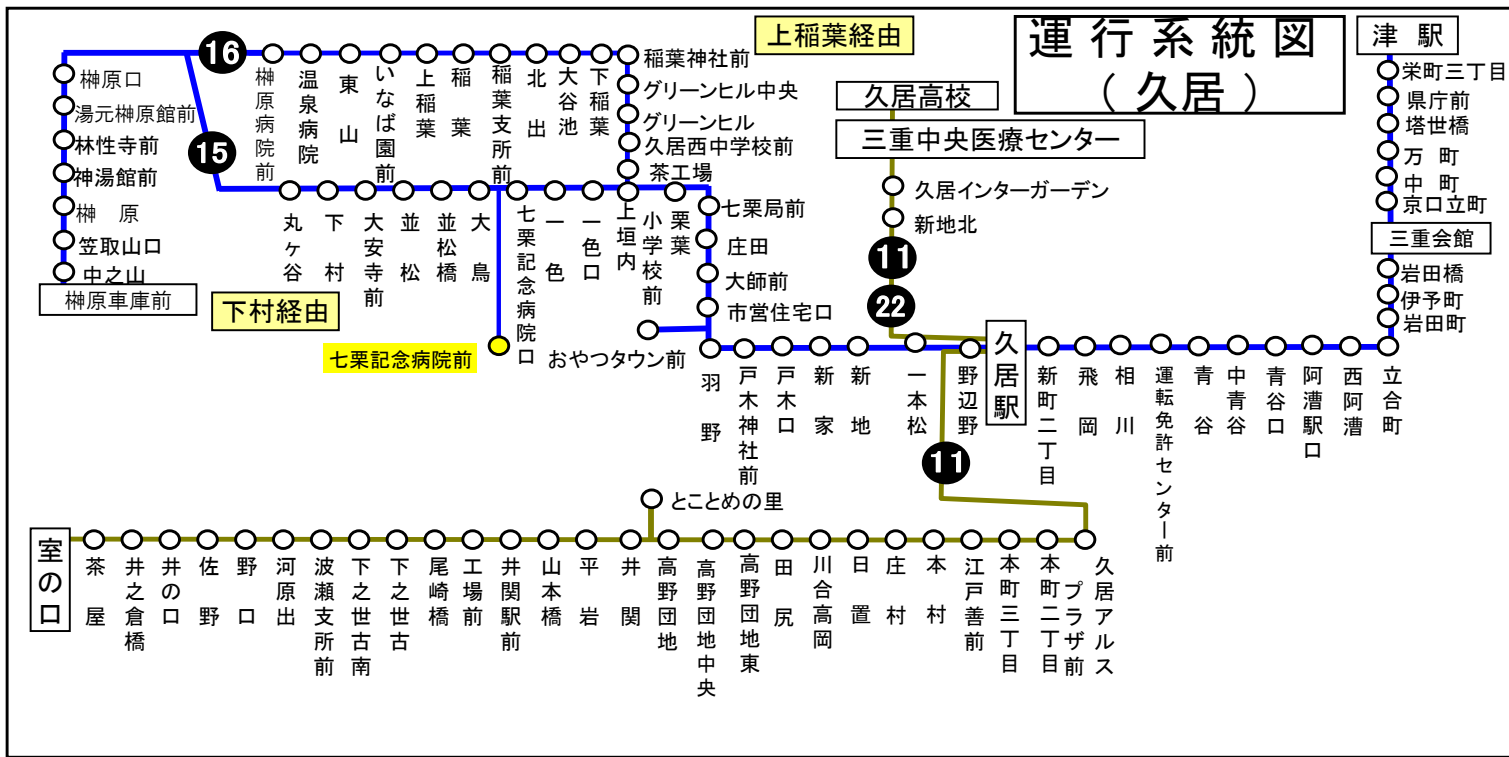 運行系統図
（久居）
上稲葉経由
16
榊原病院前
温泉病院
東山
いなば園前
上稲葉
稲葉
稲葉支所前
北出
大谷池
下稲葉
稲葉神社前
グリーンヒル中央
グリーンヒル
久居西中学校前
茶工場
榊原口
湯元榊原館前
林性寺前
神湯館前
榊原
笠取山口
中之山
榊原車庫前
15
下村経由
丸ヶ谷
下村
大安寺前
並松
並松橋
大鳥
七栗記念病院口
一色
一色口
上垣内
小学校前
栗葉
七栗記念病院前
七栗局前
庄田
大師前
市営住宅口
おやつタウン前
羽野
戸木神社前
戸木口
新家
新地
一本松
野辺野
久居駅
新町二丁目
飛岡
相川
運転免許センター前
青谷
中青谷
青谷口
阿漕駅口
西阿漕
立合町
久居高校
三重中央医療センター
久居インターガーデン
新地北
11
22
津駅
栄町三丁目
県庁前
塔世橋
万町
中町
京口立町
三重会館
岩田橋
伊予町
岩田町
11
とことめの里
室の口
茶屋
井之倉橋
井の口
佐野
野口
河原出
波瀬支所前
下之世古南
下之世古
尾崎橋
工場前
井関駅前
山本橋
平岩
井関
高野団地
高野団地中央
高野団地東
田尻
川合高岡
日置
庄村
本村
江戸善前
本町三丁目
本町二丁目
久居アルス
プラザ前